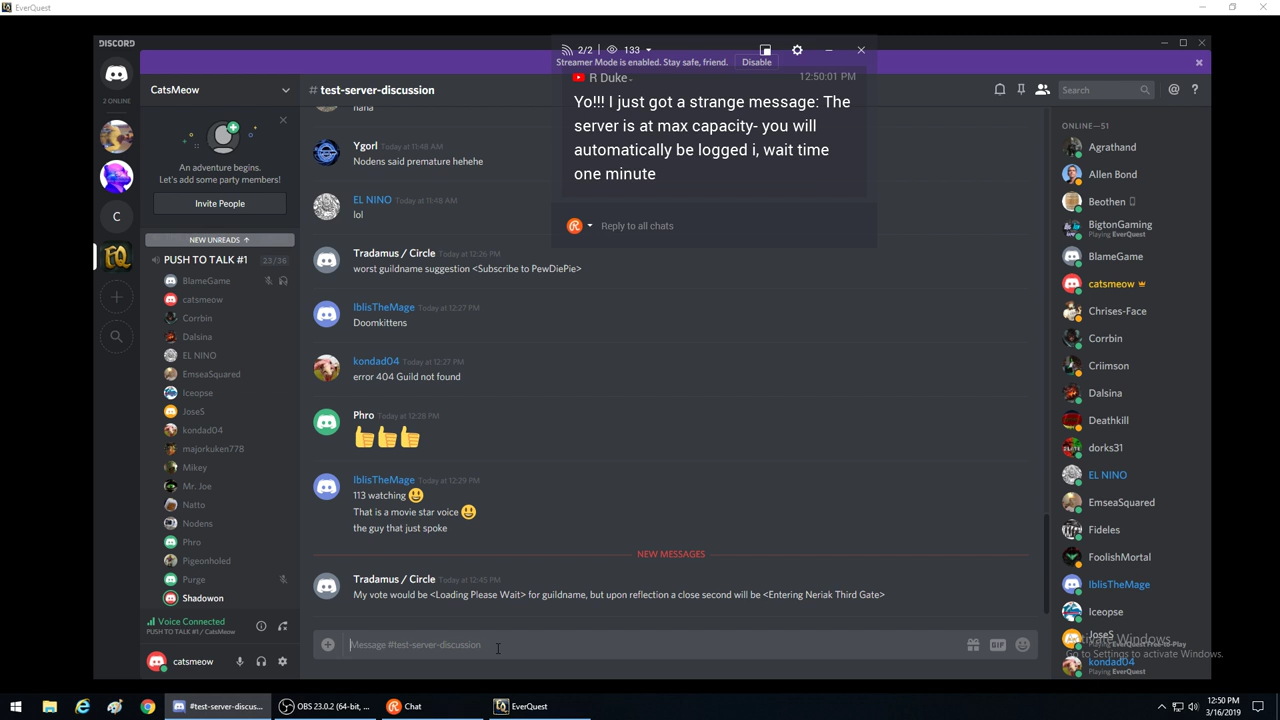 EverQuest
DISCORD
2/2 | 133
Streamer Mode is enabled. Stay safe, friend. Disable
R Duke 12:50:01 PM
Yo!!! I just got a strange message: The
server is at max capacity- you will
automatically be logged i, wait time
one minute
Reply to all chats
2 ONLINE
C
CatsMeow
An adventure begins.
Let's add some party members!
Invite People
NEW UNREADS
PUSH TO TALK #1 23/36
BlameGame
catsmeow
Corrbin
Dalsina
EL NINO
EmseaSquared
Iceopse
JoseS
kondad04
majorkuken778
Mikey
Mr. Joe
Natto
Nodens
Phro
Pigeonholed
Purge
Shadowon
Voice Connected
PUSH TO TALK #1 / CatsMeow
catsmeow
# test-server-discussion
Search
haha
Ygorl Today at 11:48 AM
Nodens said premature hehehe
EL NINO Today at 11:48 AM
lol
Tradamus / Circle Today at 12:26 PM
worst guildname suggestion <Subscribe to PewDiePie>
IblisTheMage Today at 12:27 PM
Doomkittens
kondad04 Today at 12:27 PM
error 404 Guild not found
Phro Today at 12:28 PM
👍👍👍
IblisTheMage Today at 12:29 PM
113 watching 😃
That is a movie star voice 😃
the guy that just spoke
NEW MESSAGES
Tradamus / Circle Today at 12:45 PM
My vote would be <Loading Please Wait> for guildname, but upon reflection a close second will be <Entering Neriak Third Gate>
Message #test-server-discussion
GIF
ONLINE—51
Agrathand
Allen Bond
Beothen
BigtonGaming
Playing EverQuest
BlameGame
catsmeow
Chrises-Face
Corrbin
Criimson
Dalsina
Deathkill
dorks31
EL NINO
EmseaSquared
Fideles
FoolishMortal
IblisTheMage
Iceopse
JoseS
Playing EverQuest Free-to-Play
kondad04
Playing EverQuest
Activate Windows
Go to Settings to activate Windows.
#test-server-discus...
OBS 23.0.2 (64-bit, ...
Chat
EverQuest
12:50 PM
3/16/2019